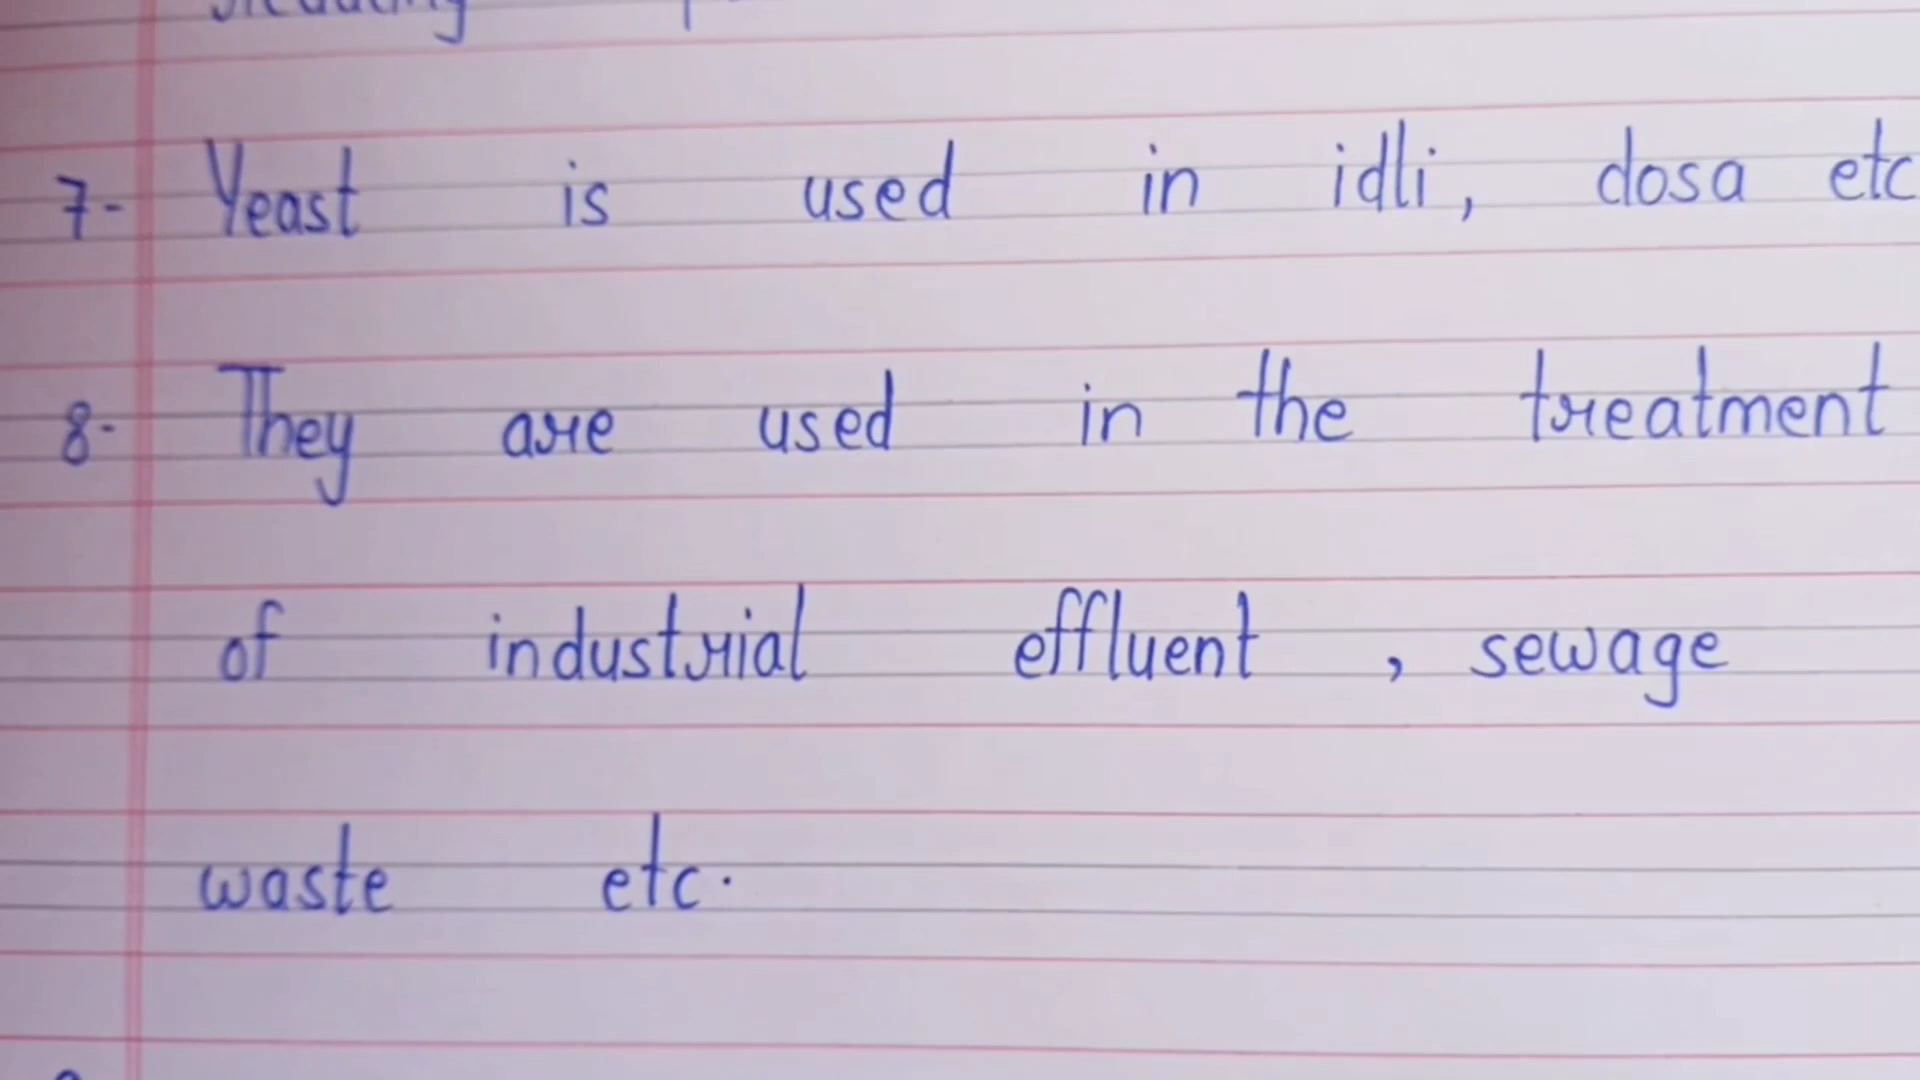 7- Yeast is used in idli, dosa etc
8- They are used in the treatment
of industrial effluent , sewage
waste etc.